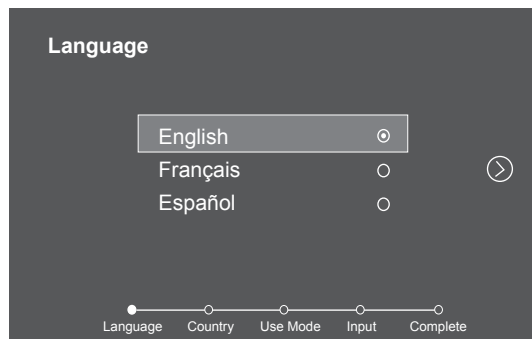 Language
English
Français
Español
Language Country Use Mode Input Complete